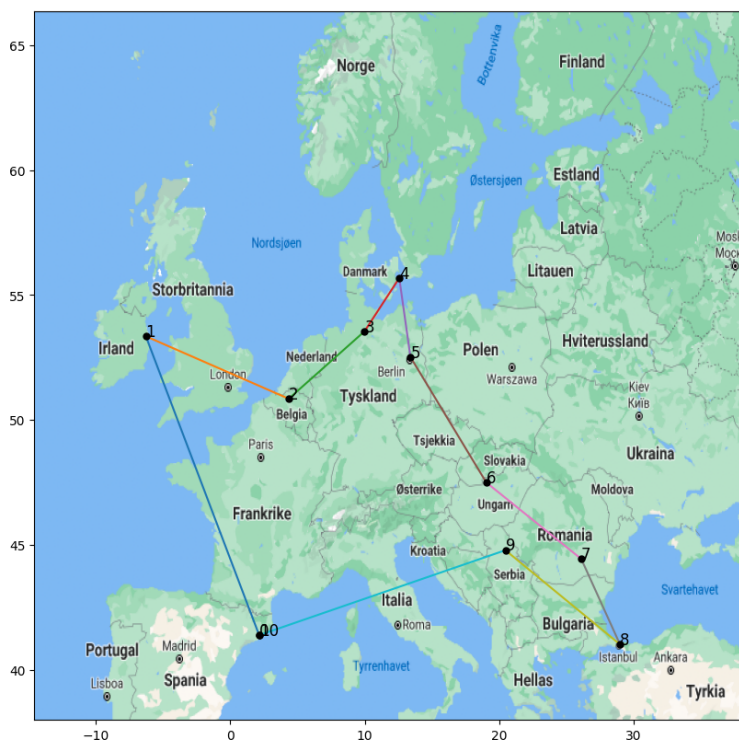 65
60
55
50
45
40
−10
0
10
20
30
Norge
Finland
Bottenvika
Estland
Østersjøen
Latvia
Nordsjøen
Danmark
Litauen
Storbritannia
Irland
Nederland
Polen
Hviterussland
London
Berlin
Warszawa
Belgia
Tyskland
Kiev
Київ
Paris
Tsjekkia
Ukraina
Slovakia
Østerrike
Ungarn
Moldova
Frankrike
Romania
Kroatia
Serbia
Svartehavet
Italia
Bulgaria
Roma
Portugal
Madrid
Istanbul
Ankara
Lisboa
Spania
Tyrrenhavet
Hellas
Tyrkia
1
2
3
4
5
6
7
8
9
10